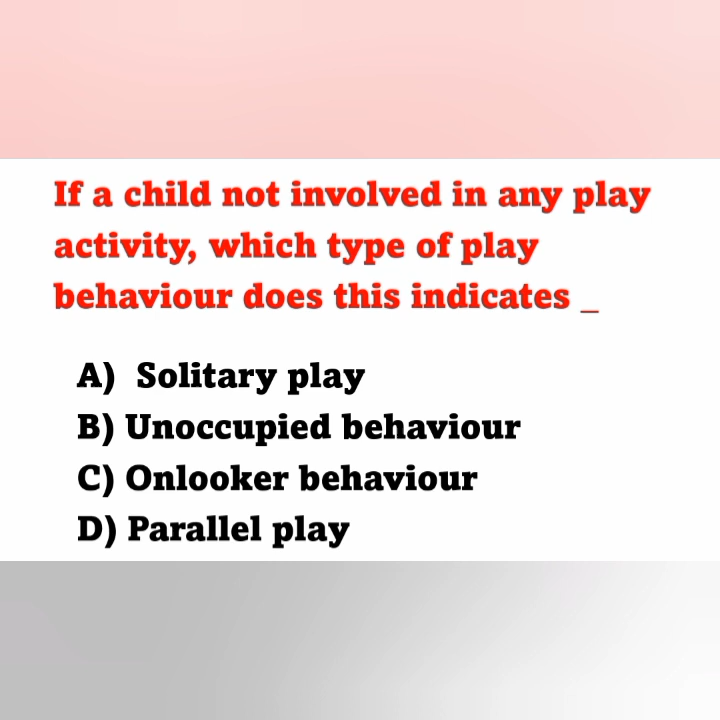 If a child not involved in any play
activity, which type of play
behaviour does this indicates _
A) Solitary play
B) Unoccupied behaviour
C) Onlooker behaviour
D) Parallel play